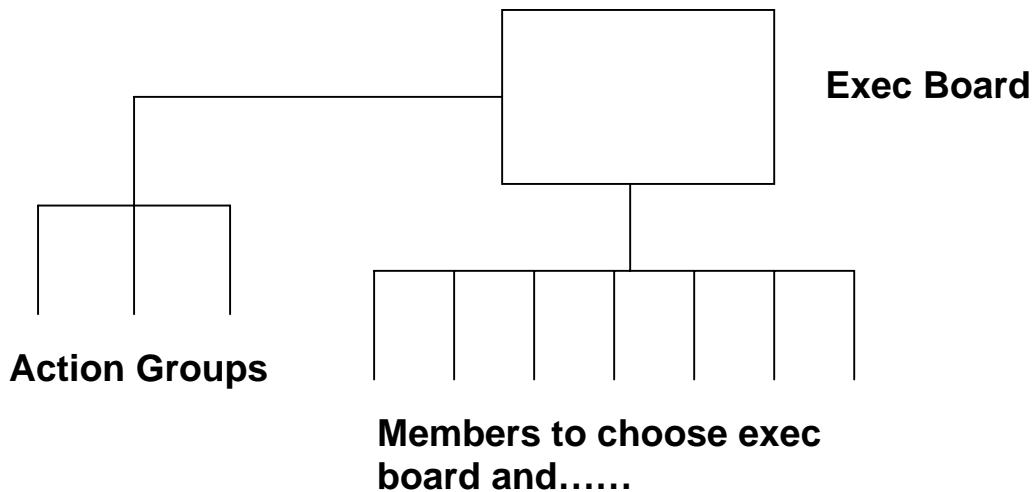 Exec Board
Action Groups
Members to choose exec
board and……